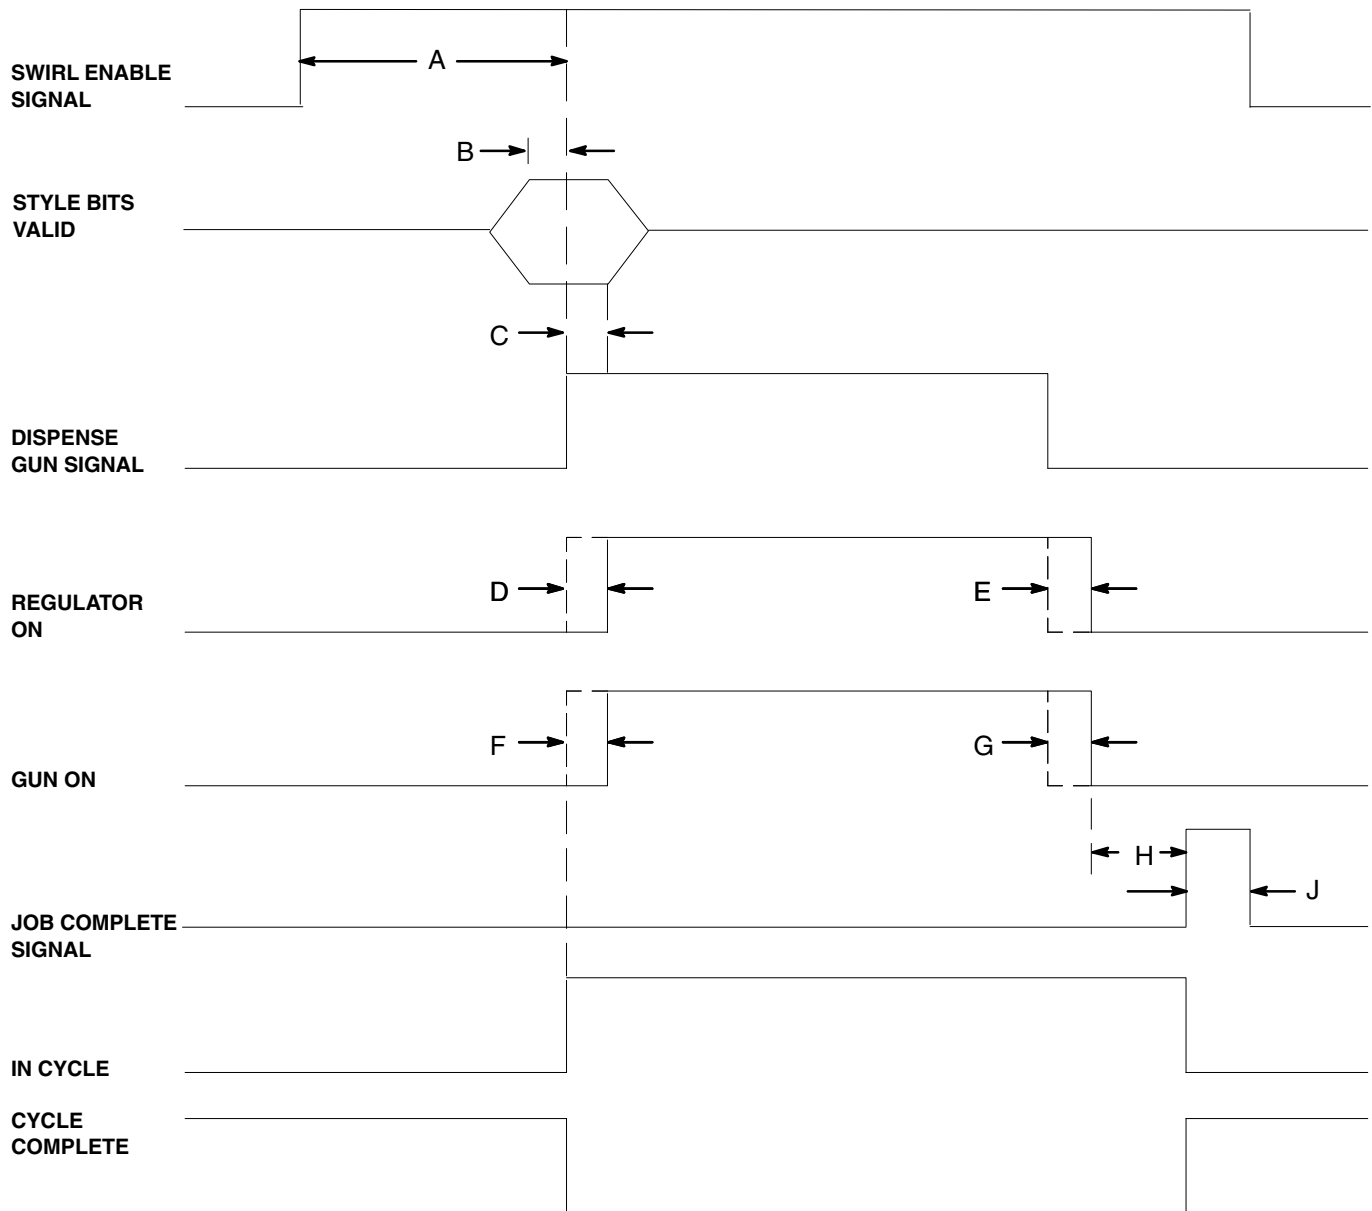 A
SWIRL ENABLE
SIGNAL
B
STYLE BITS
VALID
C
DISPENSE
GUN SIGNAL
D
E
REGULATOR
ON
F
G
GUN ON
H
J
JOB COMPLETE
SIGNAL
IN CYCLE
CYCLE
COMPLETE